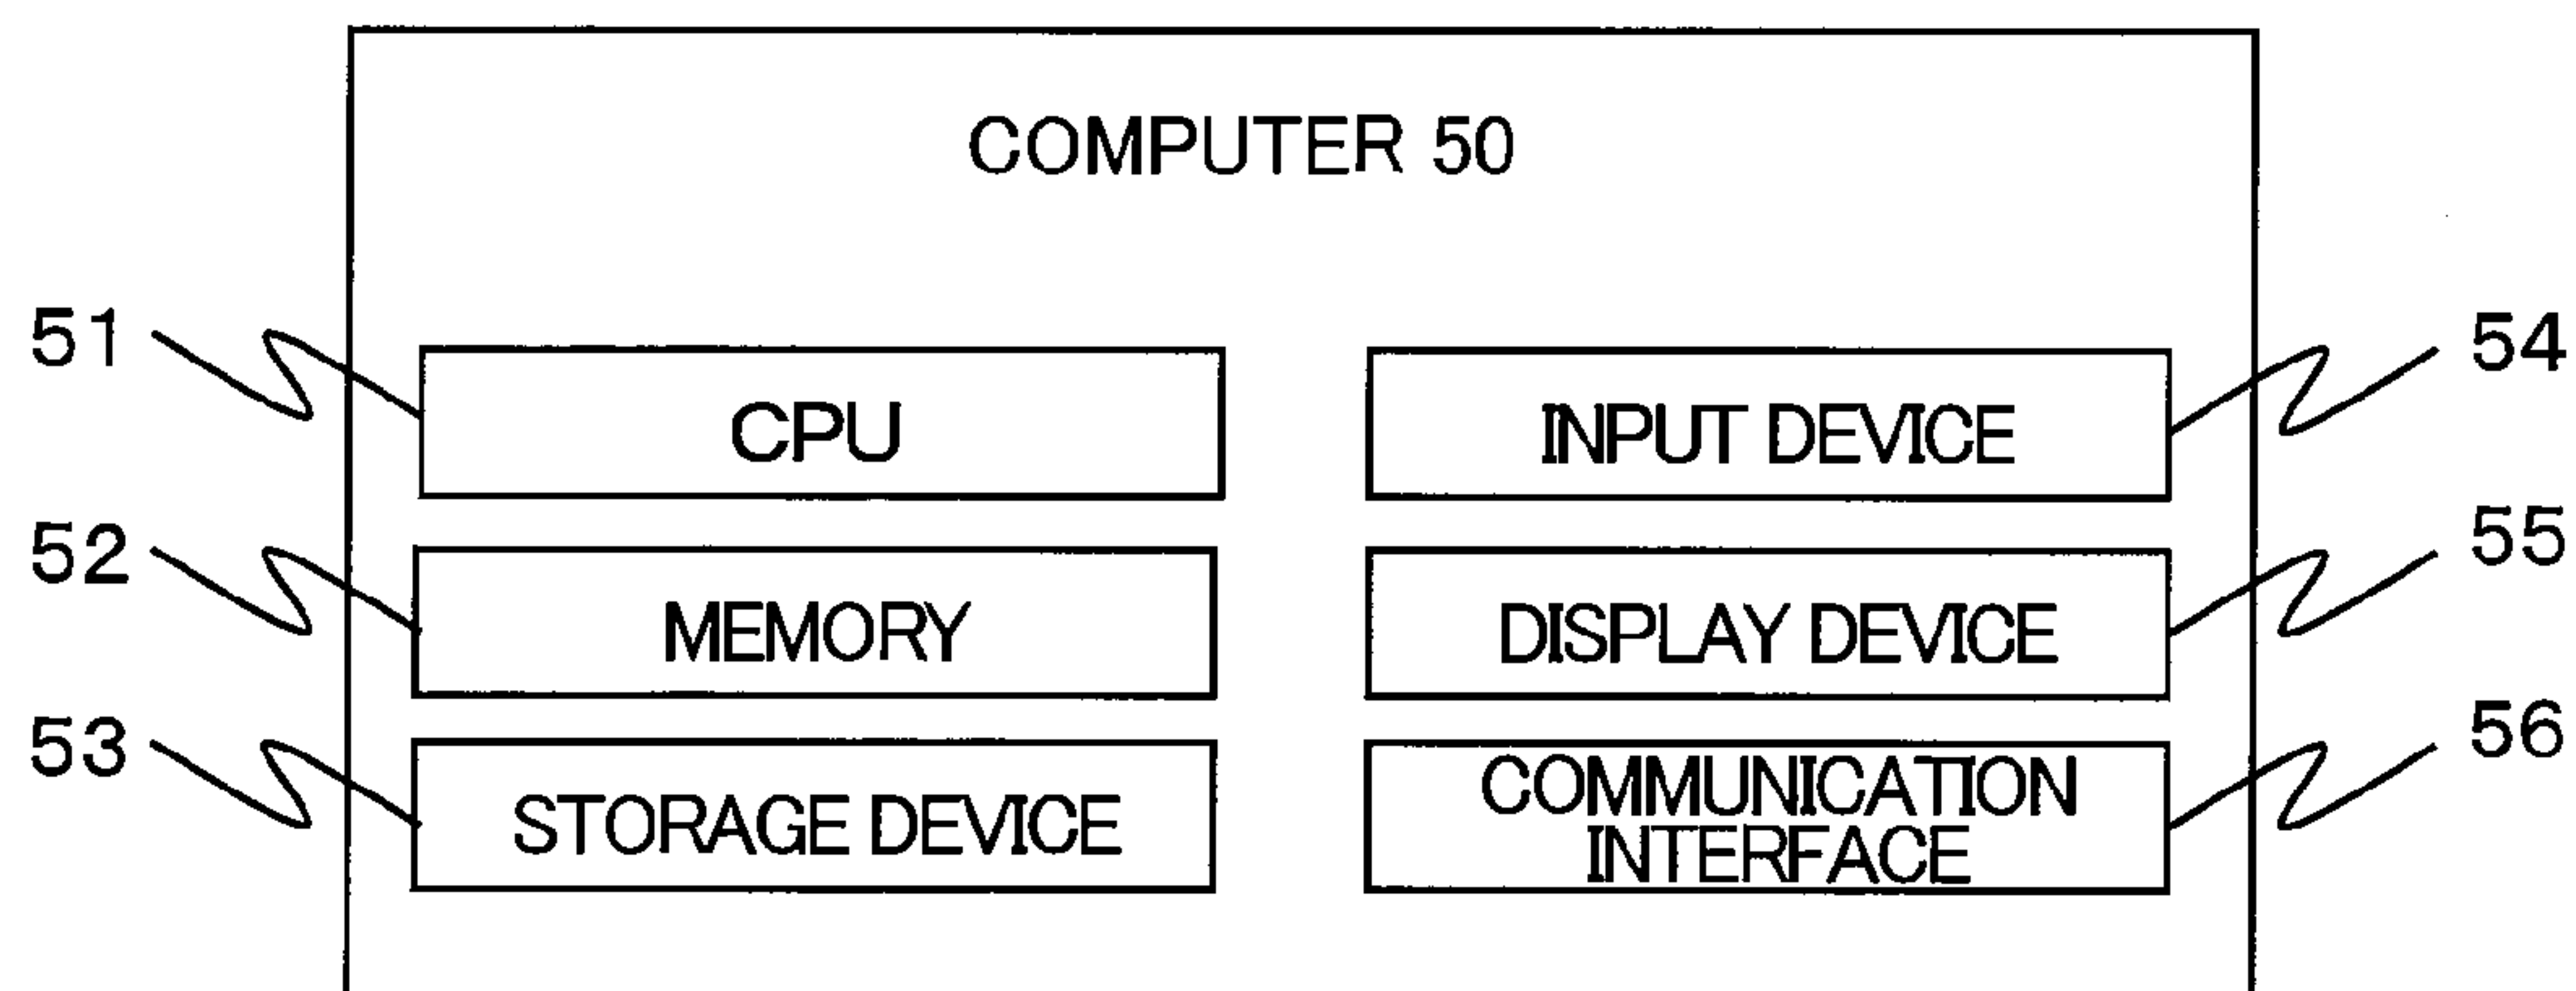 COMPUTER 50
51
CPU
INPUT DEVICE
54
52
MEMORY
DISPLAY DEVICE
55
53
STORAGE DEVICE
COMMUNICATION
INTERFACE
56